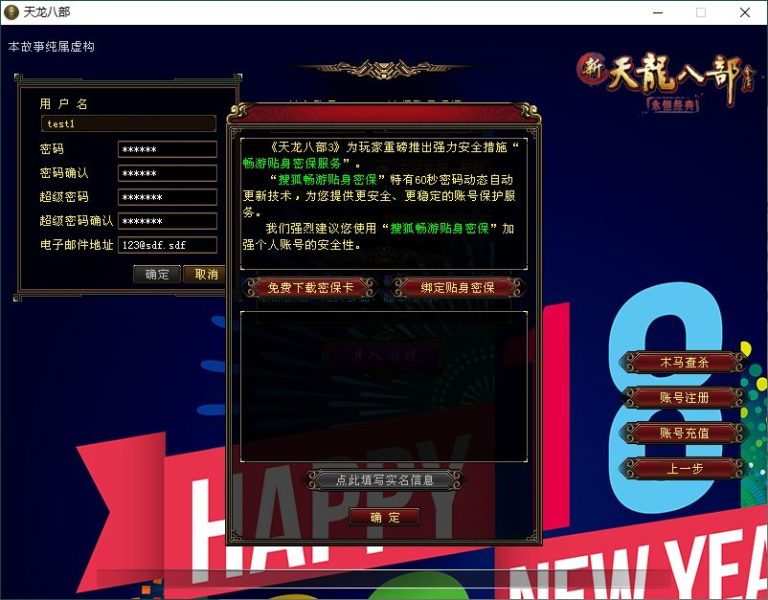 天龙八部
本故事纯属虚构
新天龍八部
永恒经典
用 户 名
test1
密码 ******
密码确认 ******
超级密码 *******
超级密码确认 *******
电子邮件地址 123@sdf.sdf
确定 取消
《天龙八部3》为玩家重磅推出强力安全措施“
畅游贴身密保服务”。
“搜狐畅游贴身密保”特有60秒密码动态自动
更新技术，为您提供更安全、更稳定的账号保护服
务。
我们强烈建议您使用“搜狐畅游贴身密保”加
强个人账号的安全性。
免费下载密保卡 绑定贴身密保
进入游戏
点此填写实名信息
确 定
木马查杀
账号注册
账号充值
上一步
18
HAPPY
NEW YEA